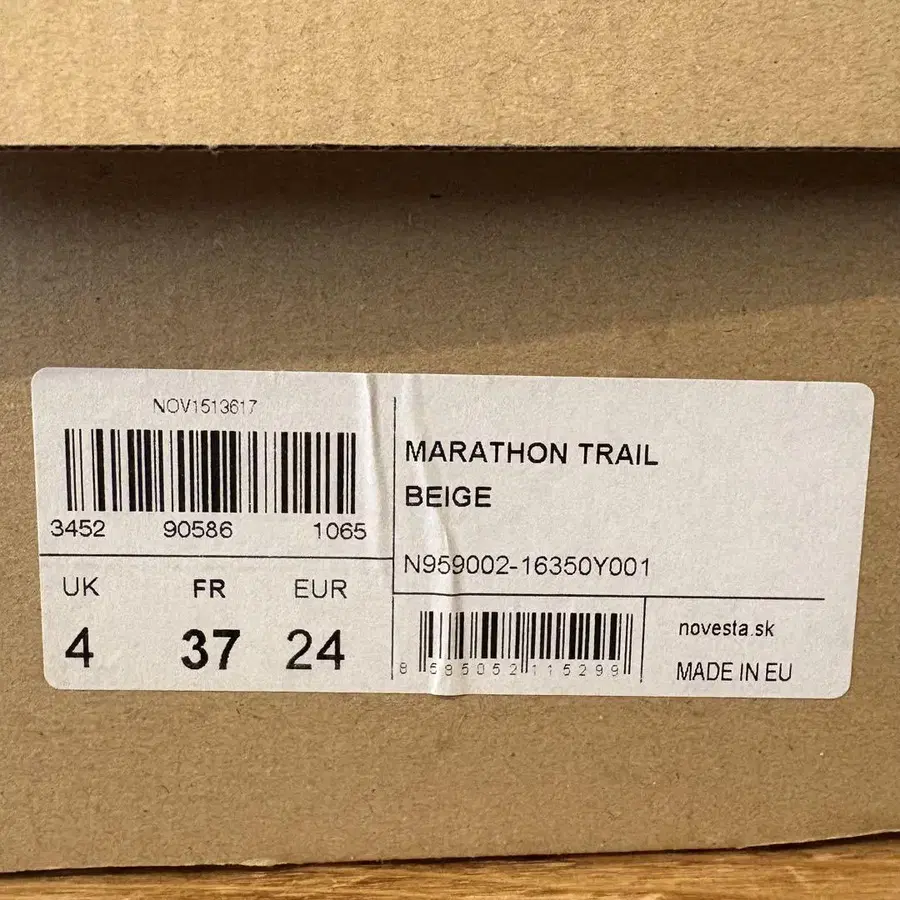 NOV1513617
3452 90586 1065
UK FR EUR
4 37 24
MARATHON TRAIL
BEIGE
N959002-16350Y001
8 595052 115299
novesta.sk
MADE IN EU